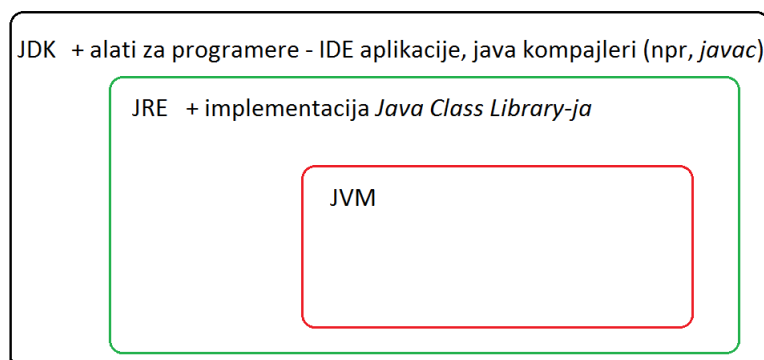 JDK + alati za programere - IDE aplikacije, java kompajleri (npr, javac)
JRE + implementacija Java Class Library-ja
JVM